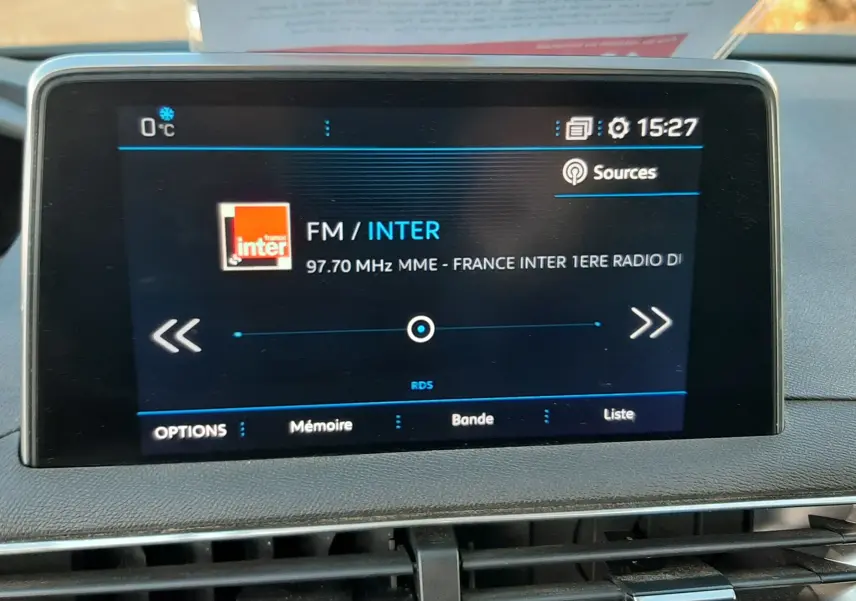 0°C
15:27
Sources
france
inter
FM / INTER
97.70 MHz MME - FRANCE INTER 1ERE RADIO D
RDS
OPTIONS
Mémoire
Bande
Liste